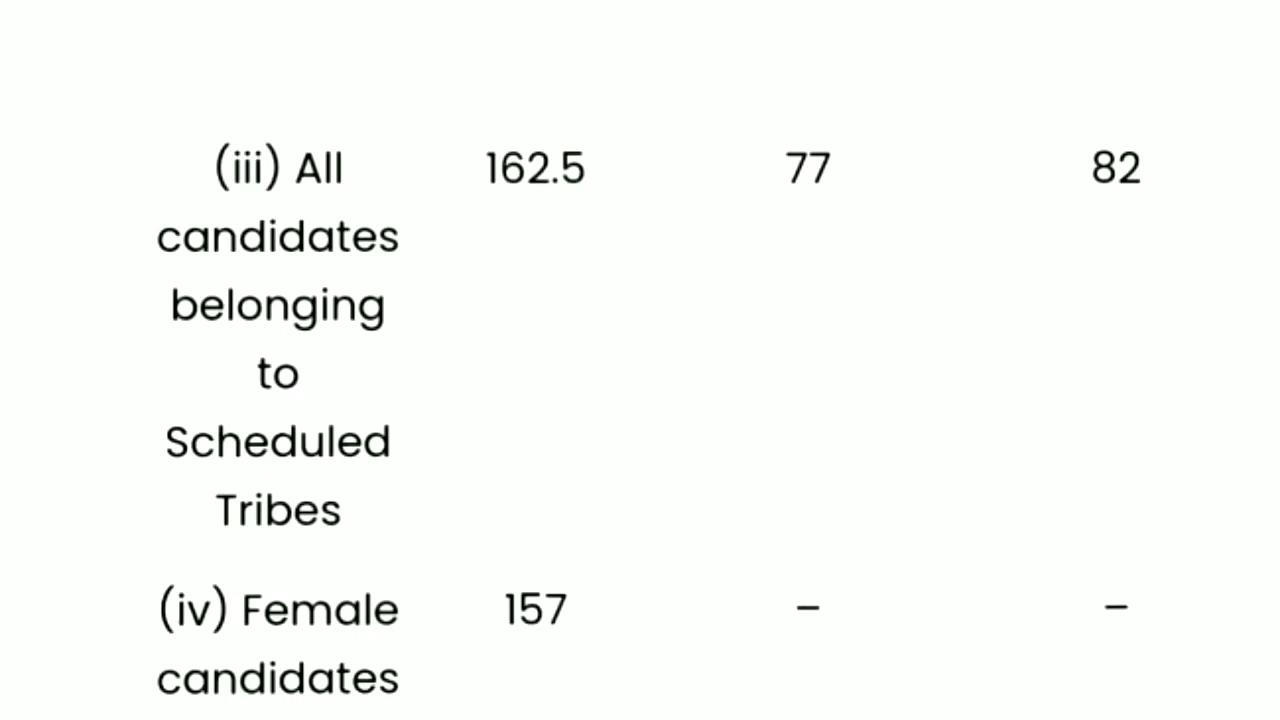 (iii) All 162.5 77 82
candidates
belonging
to
Scheduled
Tribes
(iv) Female 157 – –
candidates